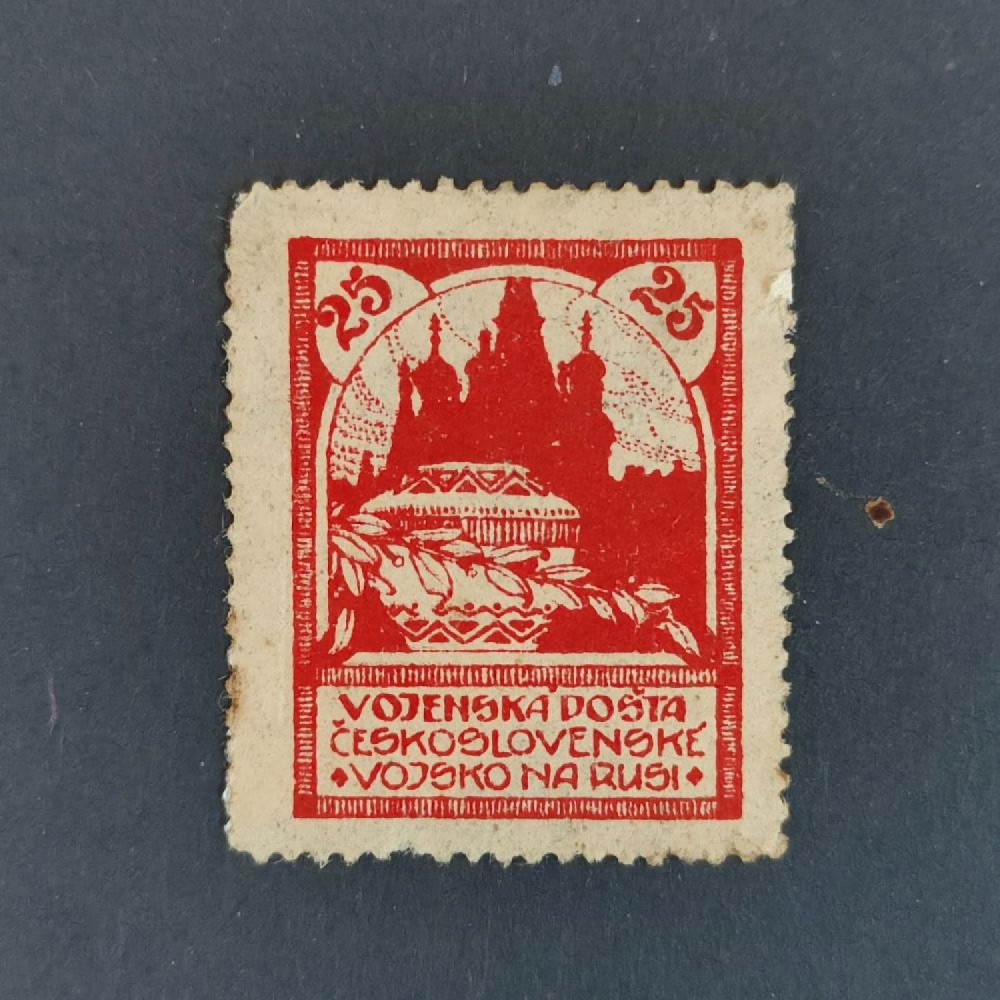 25 25
VOJENSKÁ POŠTA
ČESKOSLOVENSKÉ
VOJSKO NA RUSI